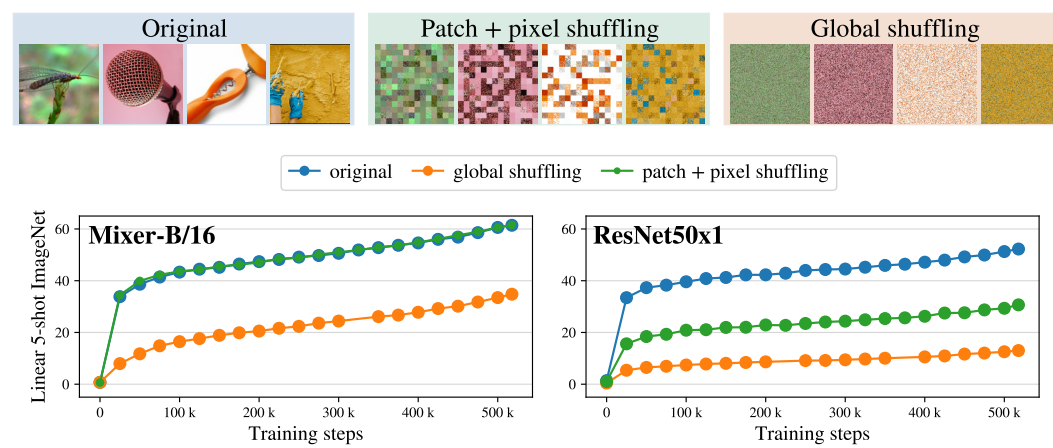 Original
Patch + pixel shuffling
Global shuffling
original
global shuffling
patch + pixel shuffling
Linear 5-shot ImageNet
60
40
20
0
Mixer-B/16
0
100 k
200 k
300 k
400 k
500 k
Training steps
60
40
20
0
ResNet50x1
0
100 k
200 k
300 k
400 k
500 k
Training steps